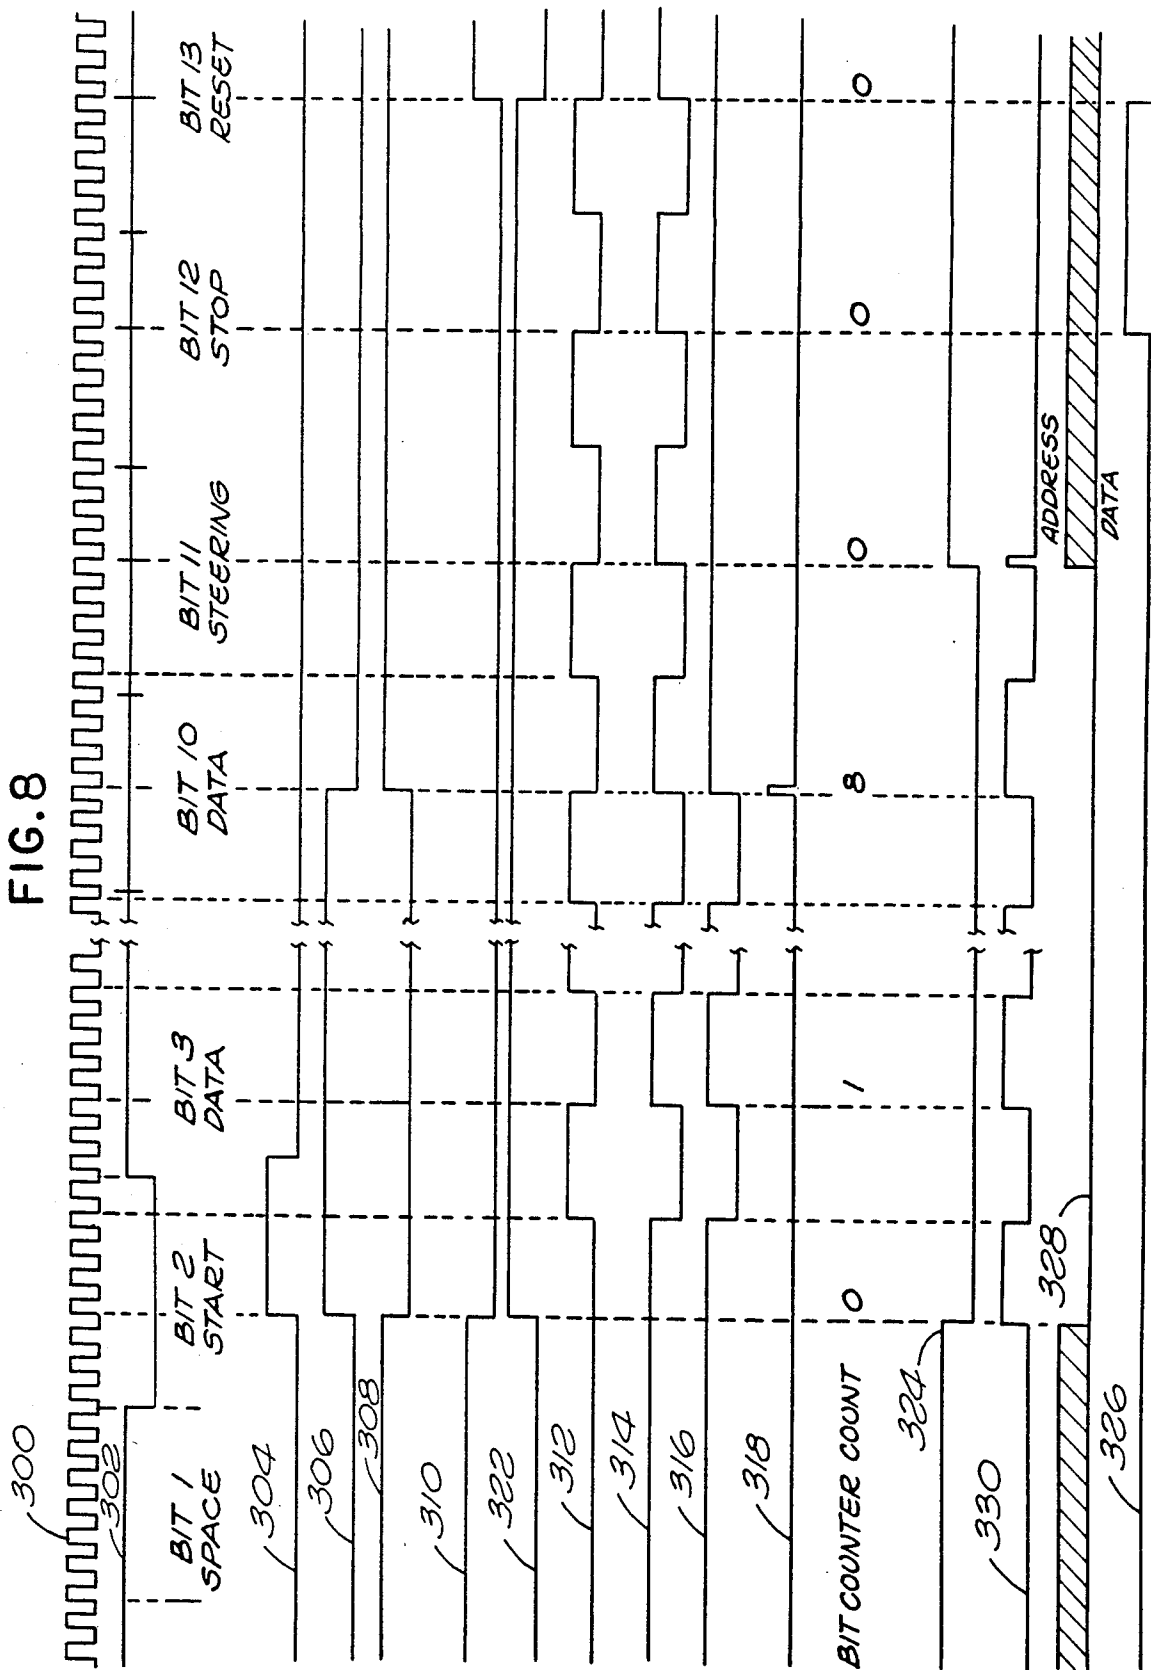 FIG. 8
300
302
BIT 1
SPACE
BIT 2
START
BIT 3
DATA
BIT 10
DATA
BIT 11
STEERING
BIT 12
STOP
BIT 13
RESET
304
306
308
310
322
312
314
316
318
BIT COUNTER COUNT
0
1
8
0
0
0
324
330
328
ADDRESS
DATA
326